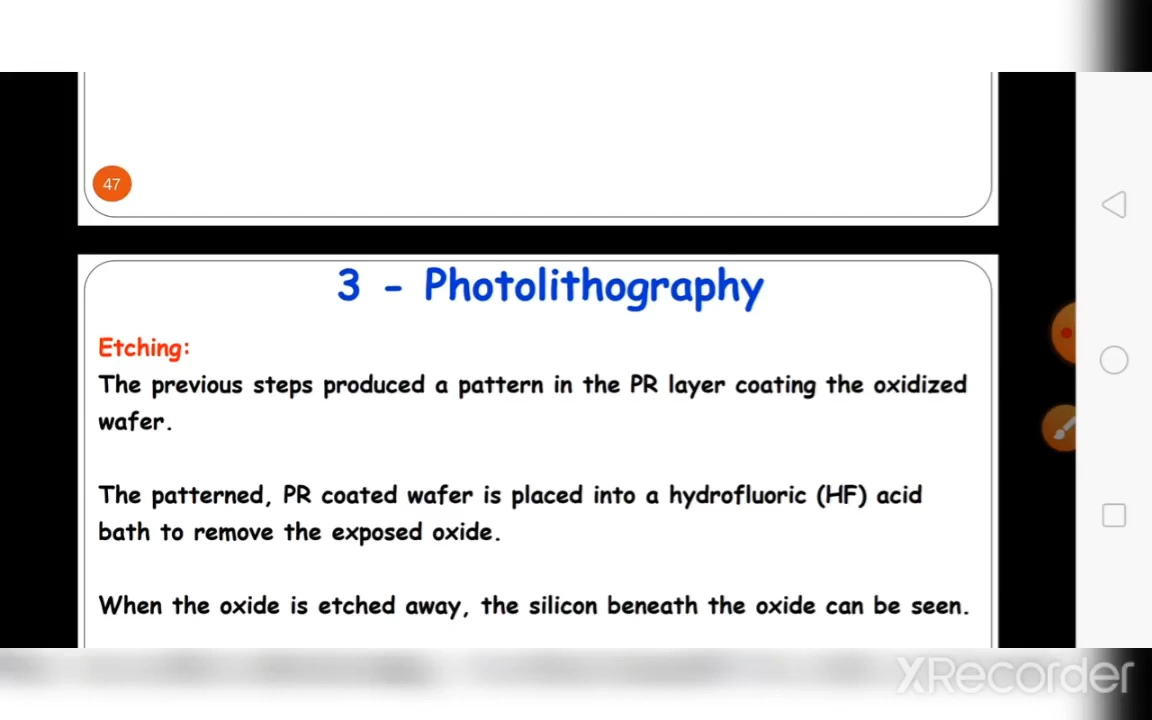 47
3 - Photolithography
Etching:
The previous steps produced a pattern in the PR layer coating the oxidized
wafer.
The patterned, PR coated wafer is placed into a hydrofluoric (HF) acid
bath to remove the exposed oxide.
When the oxide is etched away, the silicon beneath the oxide can be seen.
XRecorder